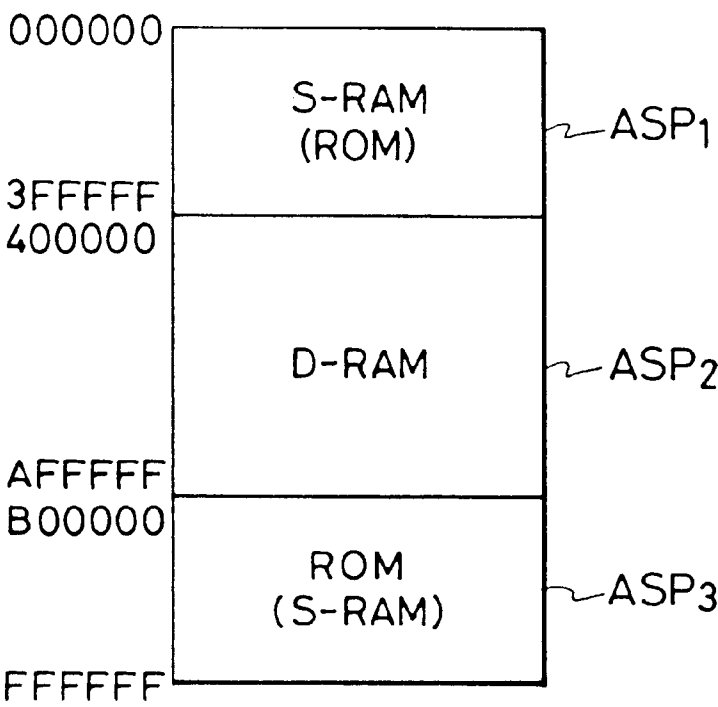 000000
S-RAM
(ROM)
ASP1
3FFFFF
400000
D-RAM
ASP2
AFFFFF
B00000
ROM
(S-RAM)
ASP3
FFFFFF